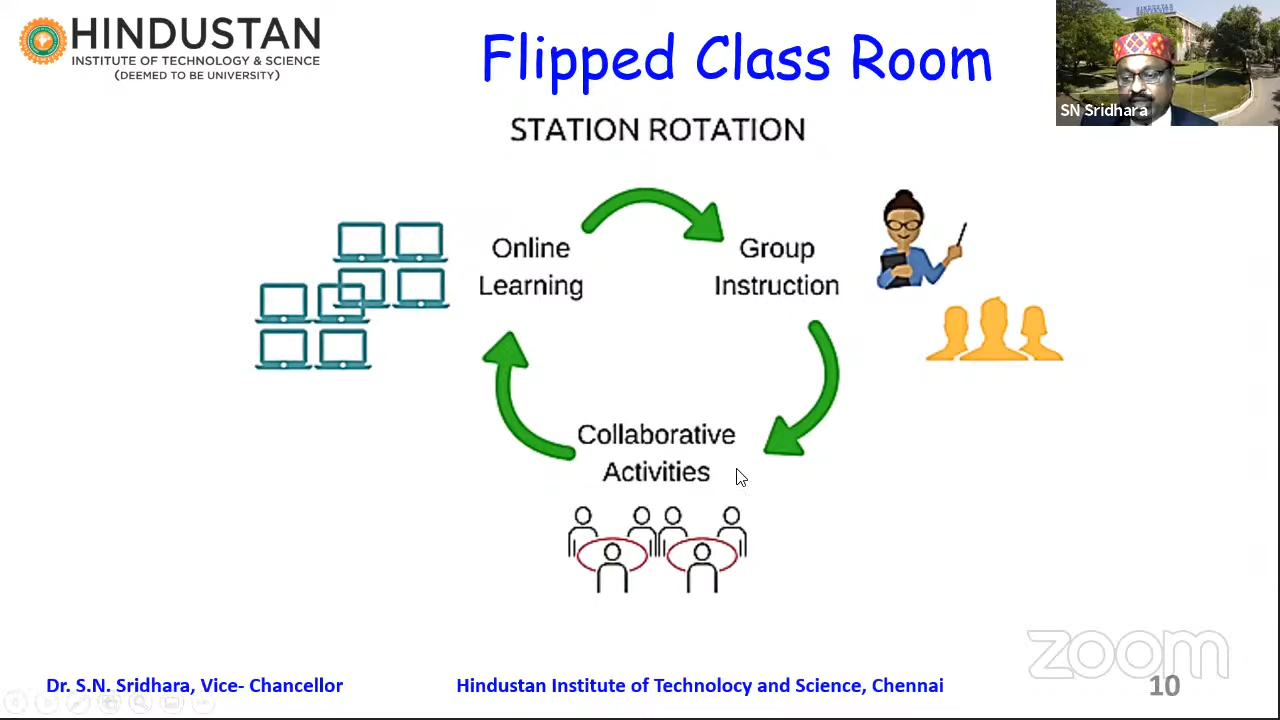 HINDUSTAN
INSTITUTE OF TECHNOLOGY & SCIENCE
(DEEMED TO BE UNIVERSITY)
Flipped Class Room
SN Sridhara
STATION ROTATION
Online
Learning
Group
Instruction
Collaborative
Activities
zoom
Dr. S.N. Sridhara, Vice- Chancellor
Hindustan Institute of Technology and Science, Chennai
10